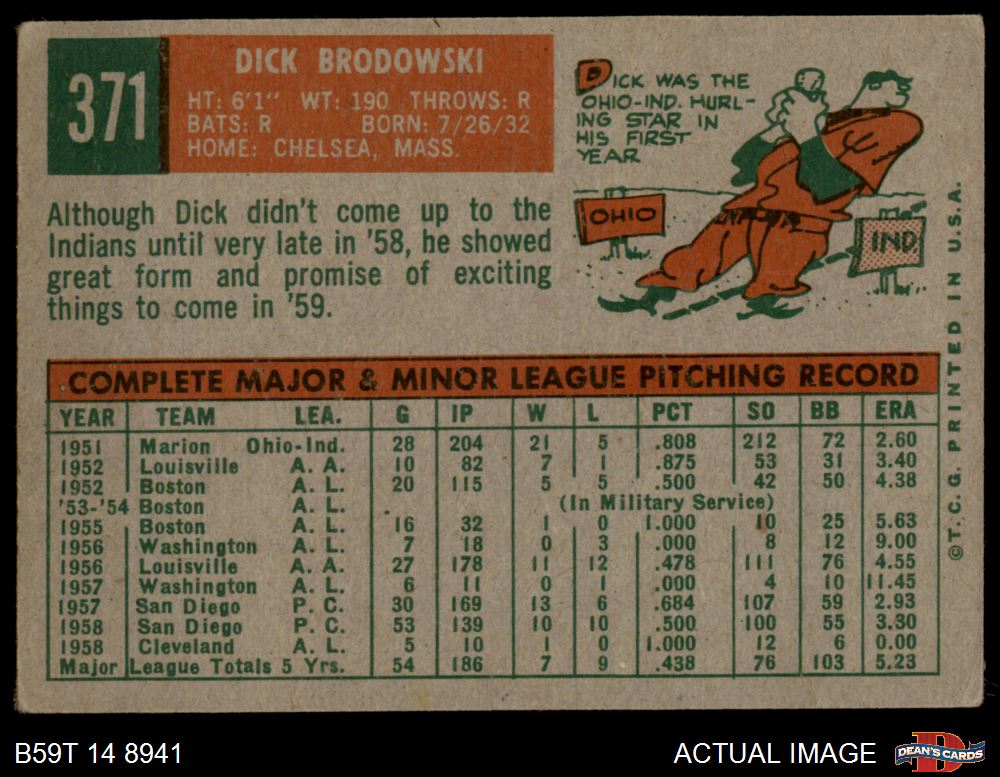 371
DICK BRODOWSKI
HT: 6'1" WT: 190 THROWS: R
BATS: R BORN: 7/26/32
HOME: CHELSEA, MASS.
DICK WAS THE
OHIO-IND. HURL-
ING STAR IN
HIS FIRST
YEAR
OHIO
IND
Although Dick didn't come up to the
Indians until very late in '58, he showed
great form and promise of exciting
things to come in '59.
COMPLETE MAJOR & MINOR LEAGUE PITCHING RECORD
YEAR TEAM LEA. G IP W L PCT SO BB ERA
1951 Marion Ohio-Ind. 28 204 21 5 .808 212 72 2.60
1952 Louisville A. A. 10 82 7 1 .875 53 31 3.40
1952 Boston A. L. 20 115 5 5 .500 42 50 4.38
'53-'54 Boston A. L. (In Military Service)
1955 Boston A. L. 16 32 1 0 1.000 10 25 5.63
1956 Washington A. L. 7 18 0 3 .000 8 12 9.00
1956 Louisville A. A. 27 178 11 12 .478 111 76 4.55
1957 Washington A. L. 6 11 0 1 .000 4 10 11.45
1957 San Diego P. C. 30 169 13 6 .684 107 59 2.93
1958 San Diego P. C. 53 139 10 10 .500 100 55 3.30
1958 Cleveland A. L. 5 10 1 0 1.000 12 6 0.00
Major League Totals 5 Yrs. 54 186 7 9 .438 76 103 5.23
©T.C.G. PRINTED IN U.S.A.
B59T 14 8941
ACTUAL IMAGE
DEAN'S CARDS